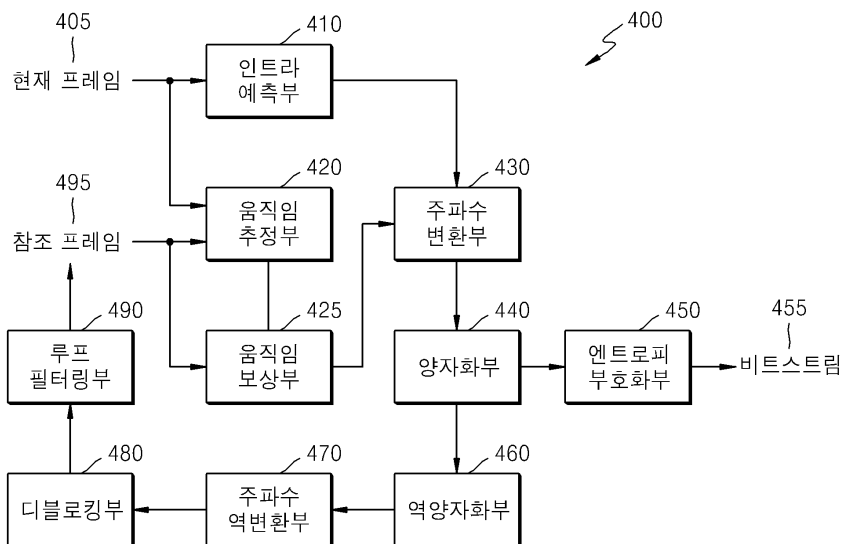 405
현재 프레임
410
인트라
예측부
400
495
참조 프레임
420
움직임
추정부
430
주파수
변환부
490
루프
필터링부
425
움직임
보상부
440
양자화부
450
엔트로피
부호화부
455
비트스트림
480
디블로킹부
470
주파수
역변환부
460
역양자화부